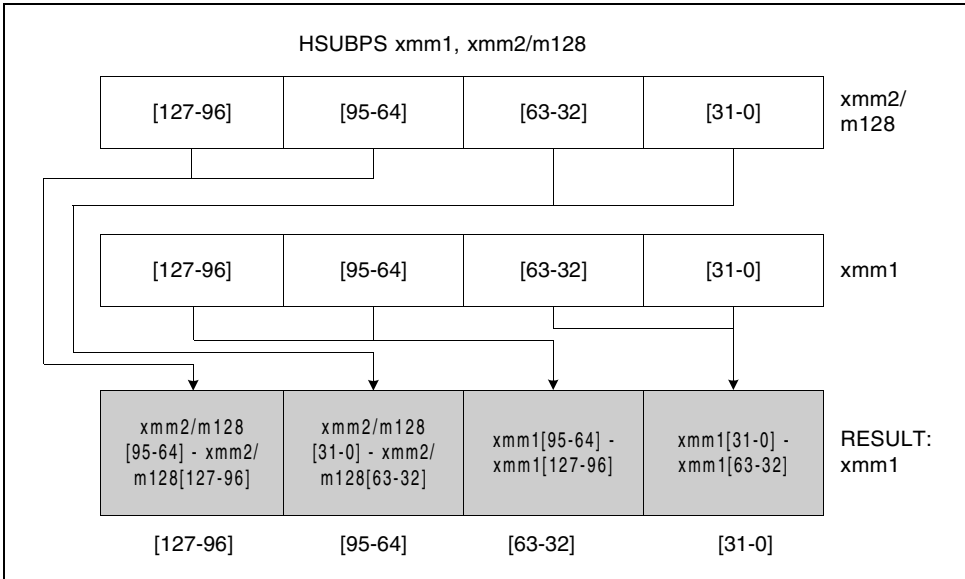 HSUBPS xmm1, xmm2/m128
[127-96] [95-64] [63-32] [31-0] xmm2/
m128
[127-96] [95-64] [63-32] [31-0] xmm1
xmm2/m128
[95-64] - xmm2/
m128[127-96]
xmm2/m128
[31-0] - xmm2/
m128[63-32]
xmm1[95-64] -
xmm1[127-96]
xmm1[31-0] -
xmm1[63-32]
RESULT:
xmm1
[127-96] [95-64] [63-32] [31-0]